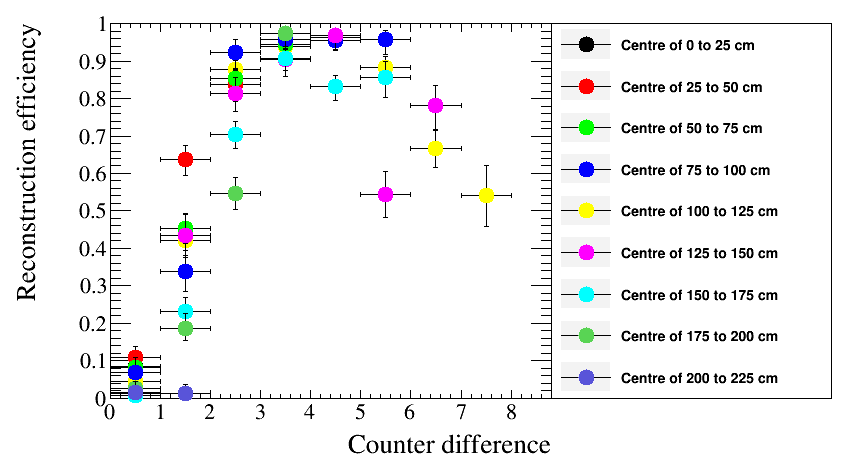 Reconstruction efficiency
1
0.9
0.8
0.7
0.6
0.5
0.4
0.3
0.2
0.1
0
0 1 2 3 4 5 6 7 8
Counter difference
Centre of 0 to 25 cm
Centre of 25 to 50 cm
Centre of 50 to 75 cm
Centre of 75 to 100 cm
Centre of 100 to 125 cm
Centre of 125 to 150 cm
Centre of 150 to 175 cm
Centre of 175 to 200 cm
Centre of 200 to 225 cm